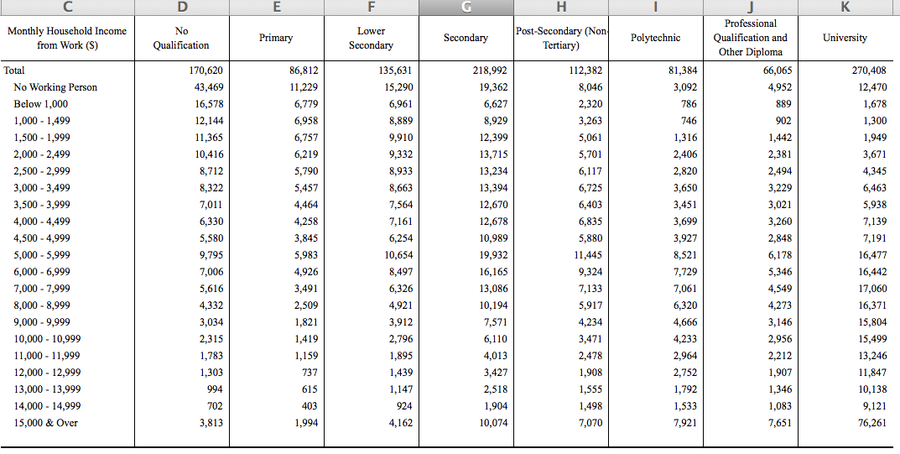 C D E F G H I J K
Monthly Household Income from Work ($) No Qualification Primary Lower Secondary Secondary Post-Secondary (Non-Tertiary) Polytechnic Professional Qualification and Other Diploma University
Total 170,620 86,812 135,631 218,992 112,382 81,384 66,065 270,408
No Working Person 43,469 11,229 15,290 19,362 8,046 3,092 4,952 12,470
Below 1,000 16,578 6,779 6,961 6,627 2,320 786 889 1,678
1,000 - 1,499 12,144 6,958 8,889 8,929 3,263 746 902 1,300
1,500 - 1,999 11,365 6,757 9,910 12,399 5,061 1,316 1,442 1,949
2,000 - 2,499 10,416 6,219 9,332 13,715 5,701 2,406 2,381 3,671
2,500 - 2,999 8,712 5,790 8,933 13,234 6,117 2,820 2,494 4,345
3,000 - 3,499 8,322 5,457 8,663 13,394 6,725 3,650 3,229 6,463
3,500 - 3,999 7,011 4,464 7,564 12,670 6,403 3,451 3,021 5,938
4,000 - 4,499 6,330 4,258 7,161 12,678 6,835 3,699 3,260 7,139
4,500 - 4,999 5,580 3,845 6,254 10,989 5,880 3,927 2,848 7,191
5,000 - 5,999 9,795 5,983 10,654 19,932 11,445 8,521 6,178 16,477
6,000 - 6,999 7,006 4,926 8,497 16,165 9,324 7,729 5,346 16,442
7,000 - 7,999 5,616 3,491 6,326 13,086 7,133 7,061 4,549 17,060
8,000 - 8,999 4,332 2,509 4,921 10,194 5,917 6,320 4,273 16,371
9,000 - 9,999 3,034 1,821 3,912 7,571 4,234 4,666 3,146 15,804
10,000 - 10,999 2,315 1,419 2,796 6,110 3,471 4,233 2,956 15,499
11,000 - 11,999 1,783 1,159 1,895 4,013 2,478 2,964 2,212 13,246
12,000 - 12,999 1,303 737 1,439 3,427 1,908 2,752 1,907 11,847
13,000 - 13,999 994 615 1,147 2,518 1,555 1,792 1,346 10,138
14,000 - 14,999 702 403 924 1,904 1,498 1,533 1,083 9,121
15,000 & Over 3,813 1,994 4,162 10,074 7,070 7,921 7,651 76,261